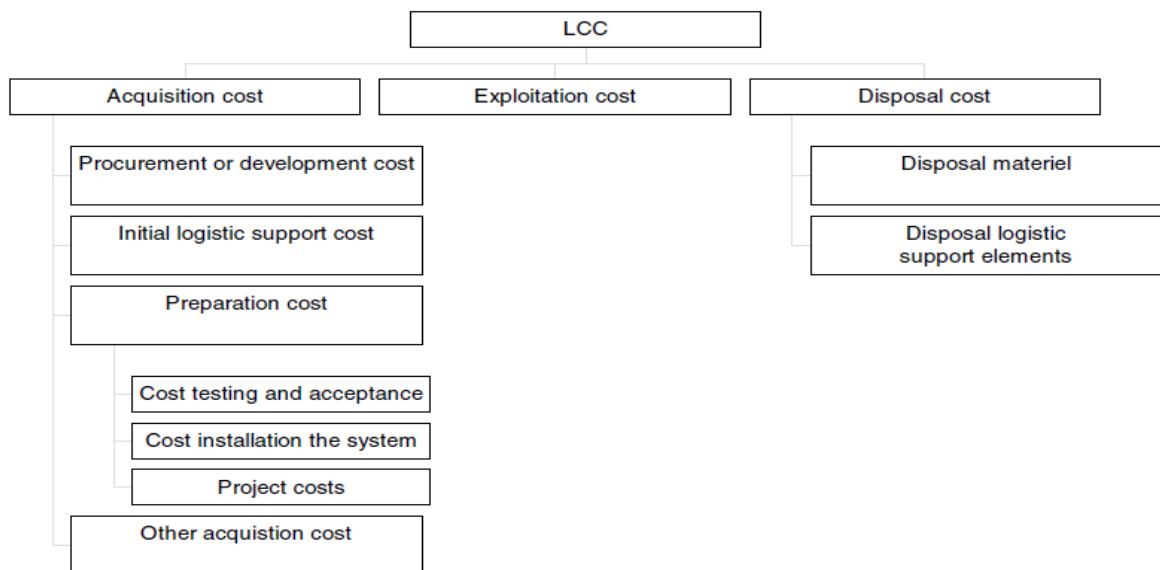 LCC
Acquisition cost
Exploitation cost
Disposal cost
Procurement or development cost
Initial logistic support cost
Preparation cost
Cost testing and acceptance
Cost installation the system
Project costs
Other acquistion cost
Disposal materiel
Disposal logistic
support elements